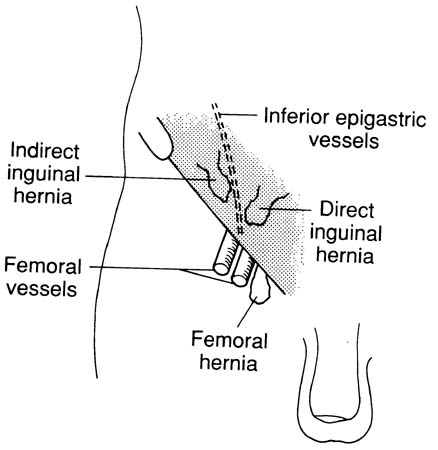 Inferior epigastric
vessels
Indirect
inguinal
hernia
Direct
inguinal
hernia
Femoral
vessels
Femoral
hernia